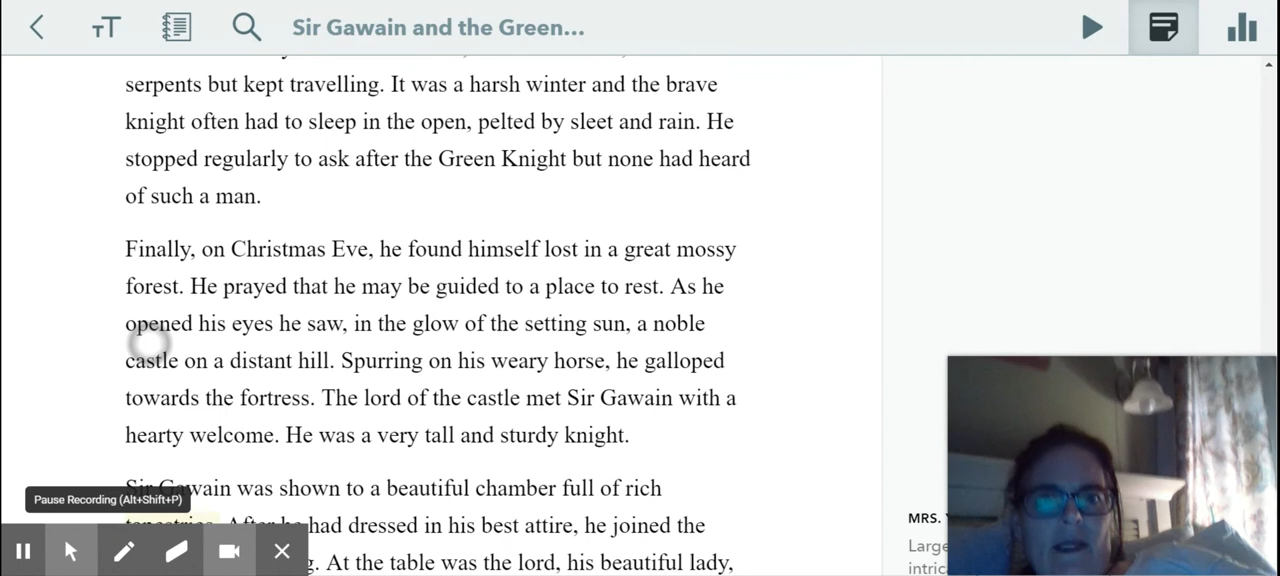 Sir Gawain and the Green...
serpents but kept travelling. It was a harsh winter and the brave
knight often had to sleep in the open, pelted by sleet and rain. He
stopped regularly to ask after the Green Knight but none had heard
of such a man.
Finally, on Christmas Eve, he found himself lost in a great mossy
forest. He prayed that he may be guided to a place to rest. As he
opened his eyes he saw, in the glow of the setting sun, a noble
castle on a distant hill. Spurring on his weary horse, he galloped
towards the fortress. The lord of the castle met Sir Gawain with a
hearty welcome. He was a very tall and sturdy knight.
Sir Gawain was shown to a beautiful chamber full of rich
Pause Recording (Alt+Shift+P)
After he had dressed in his best attire, he joined the
At the table was the lord, his beautiful lady,
MRS.
Large